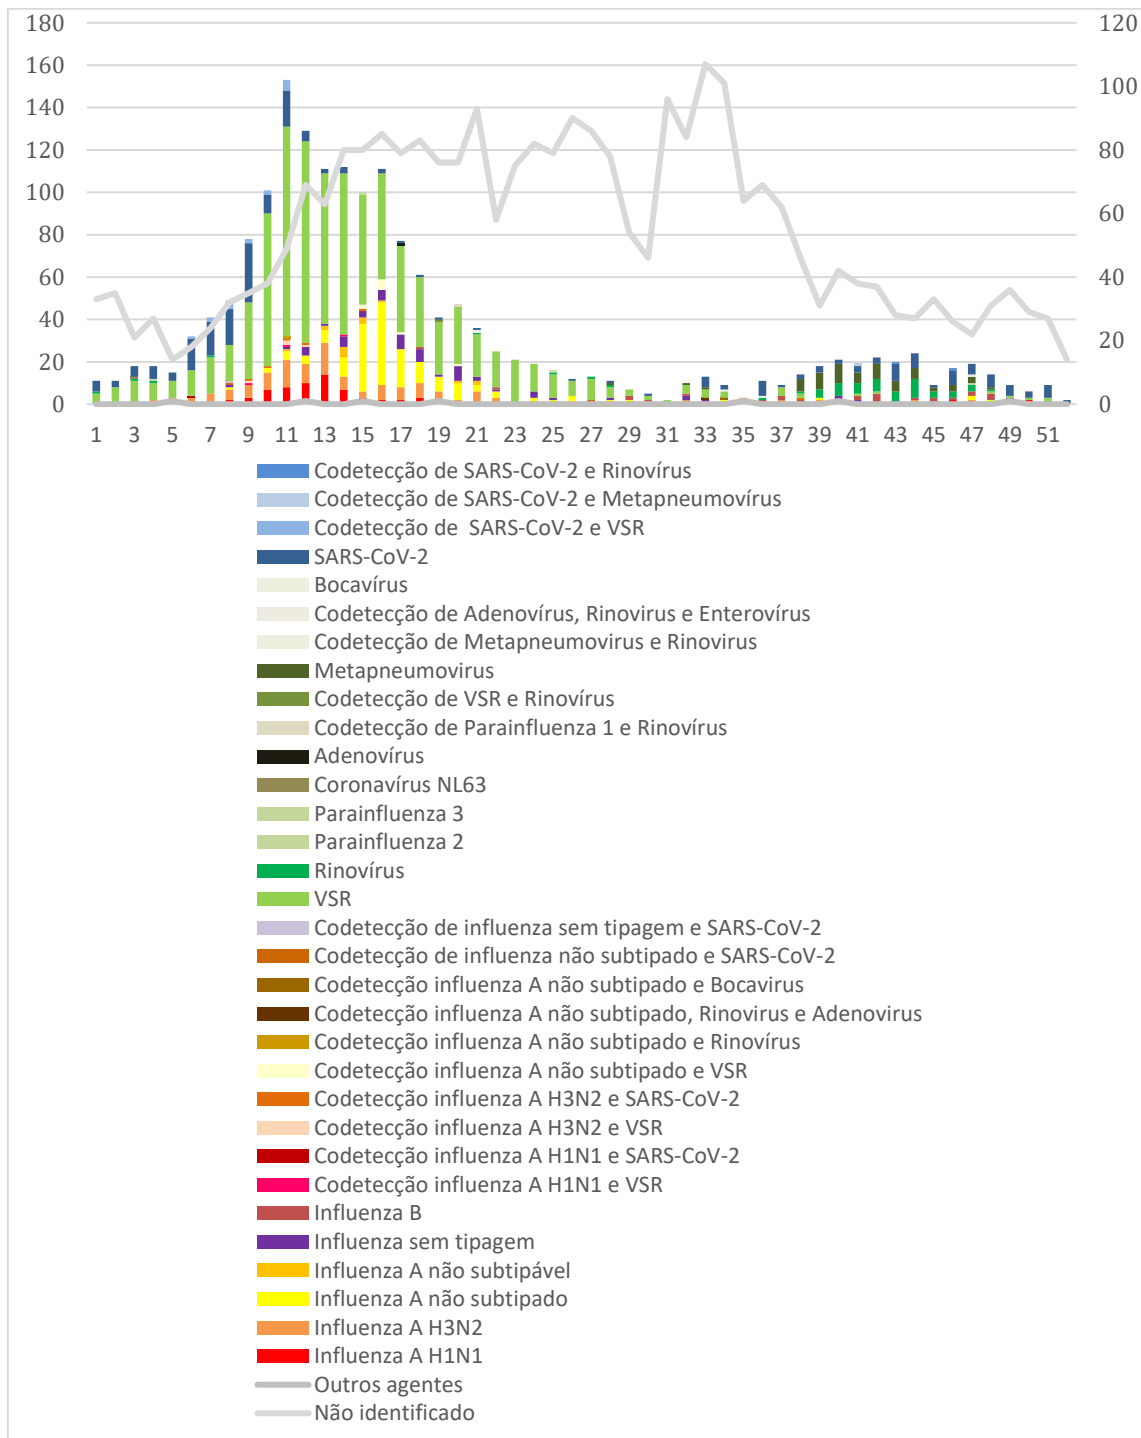 180
160
140
120
100
80
60
40
20
0
120
100
80
60
40
20
0
1 3 5 7 9 11 13 15 17 19 21 23 25 27 29 31 33 35 37 39 41 43 45 47 49 51
Codetecção de SARS-CoV-2 e Rinovírus
Codetecção de SARS-CoV-2 e Metapneumovírus
Codetecção de  SARS-CoV-2 e VSR
SARS-CoV-2
Bocavírus
Codetecção de Adenovírus, Rinovirus e Enterovírus
Codetecção de Metapneumovirus e Rinovirus
Metapneumovirus
Codetecção de VSR e Rinovírus
Codetecção de Parainfluenza 1 e Rinovírus
Adenovírus
Coronavírus NL63
Parainfluenza 3
Parainfluenza 2
Rinovírus
VSR
Codetecção de influenza sem tipagem e SARS-CoV-2
Codetecção de influenza não subtipado e SARS-CoV-2
Codetecção influenza A não subtipado e Bocavirus
Codetecção influenza A não subtipado, Rinovirus e Adenovirus
Codetecção influenza A não subtipado e Rinovírus
Codetecção influenza A não subtipado e VSR
Codetecção influenza A H3N2 e SARS-CoV-2
Codetecção influenza A H3N2 e VSR
Codetecção influenza A H1N1 e SARS-CoV-2
Codetecção influenza A H1N1 e VSR
Influenza B
Influenza sem tipagem
Influenza A não subtipável
Influenza A não subtipado
Influenza A H3N2
Influenza A H1N1
Outros agentes
Não identificado